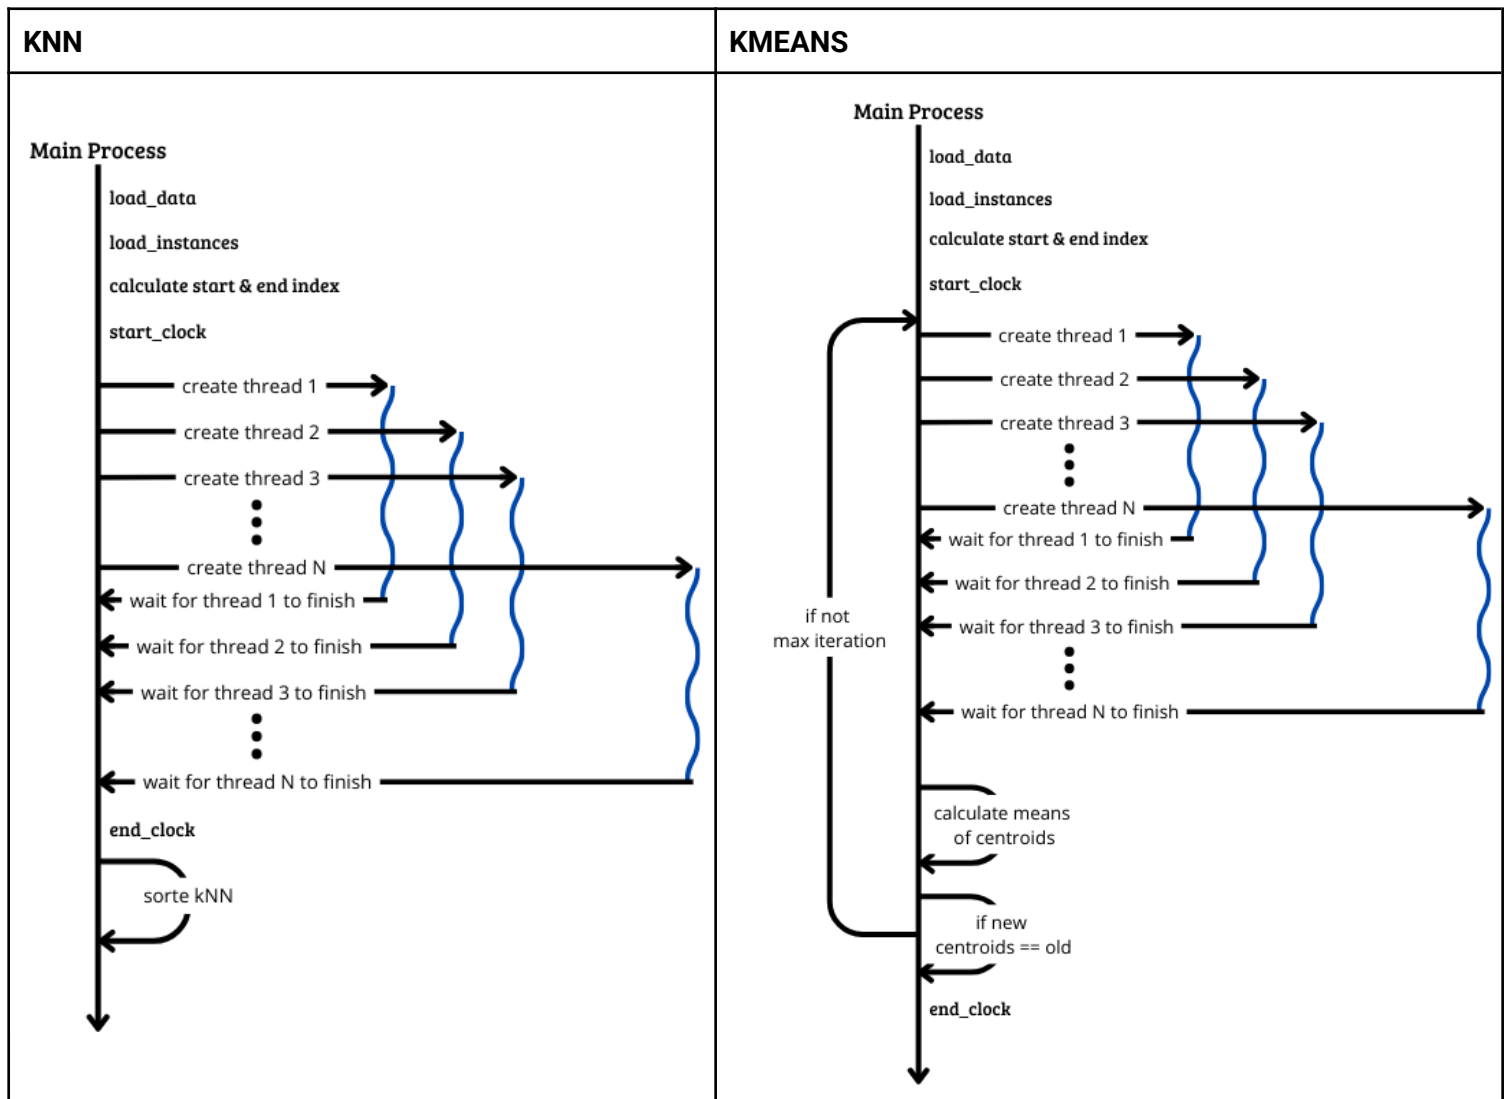 KNN
Main Process
load_data
load_instances
calculate start & end index
start_clock
create thread 1
create thread 2
create thread 3
create thread N
wait for thread 1 to finish
wait for thread 2 to finish
wait for thread 3 to finish
wait for thread N to finish
end_clock
sorte kNN
KMEANS
Main Process
load_data
load_instances
calculate start & end index
start_clock
create thread 1
create thread 2
create thread 3
create thread N
wait for thread 1 to finish
wait for thread 2 to finish
wait for thread 3 to finish
wait for thread N to finish
if not
max iteration
calculate means
of centroids
if new
centroids == old
end_clock